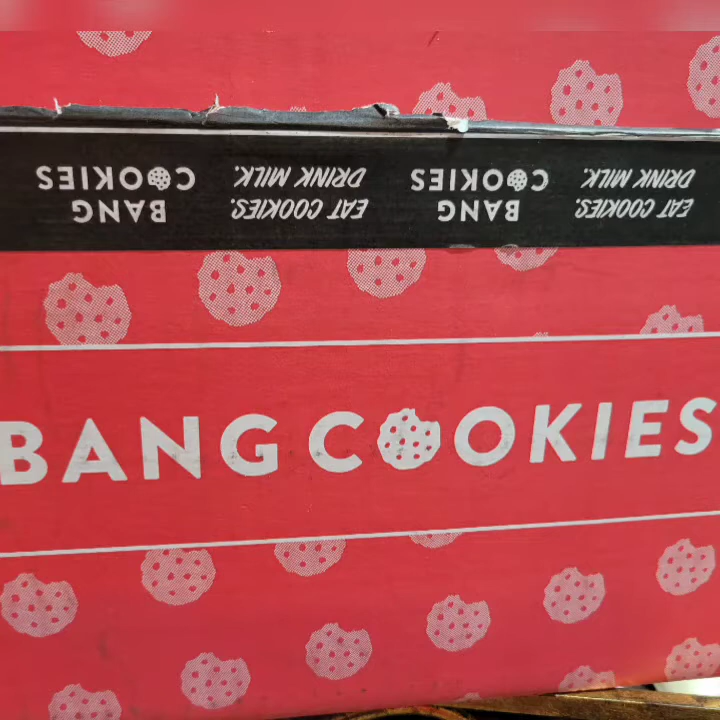 BANG
COOKIES
EAT COOKIES.
DRINK MILK.
BANG
COOKIES
EAT COOKIES.
DRINK MILK.
BANG COOKIES